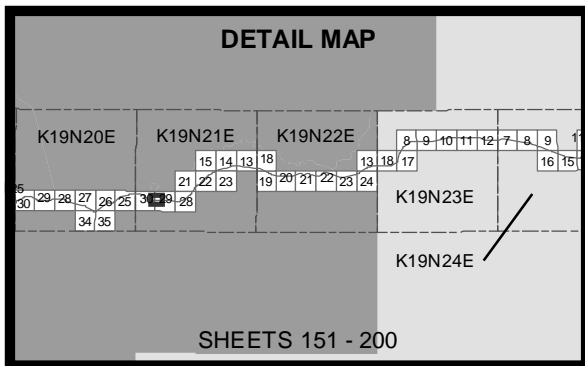 DETAIL MAP
K19N20E
K19N21E
K19N22E
8 9 10 11 12 7 8 9
15 14 13 18
13 18 17
16 15
K19N23E
21 22 23
19 20 21 22 23 24
30 29 28 27 26 25
29 28
34 35
K19N24E
SHEETS 151 - 200